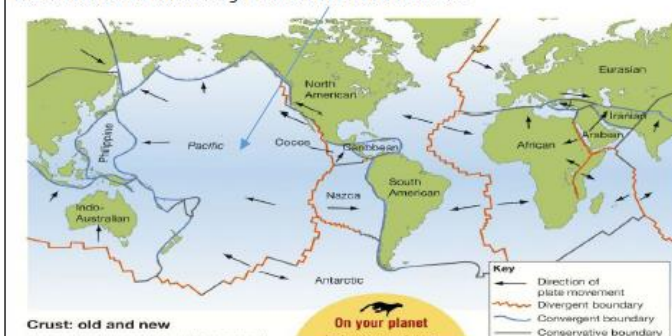 North
American
Eurasian
Iranian
Arabian
Philippine
Pacific
Cocos
Caribbean
African
Nazca
South
American
Indo-
Australian
Antarctic
Key
Direction of
plate movement
Divergent boundary
Convergent boundary
Conservative boundary
Crust: old and new
On your planet